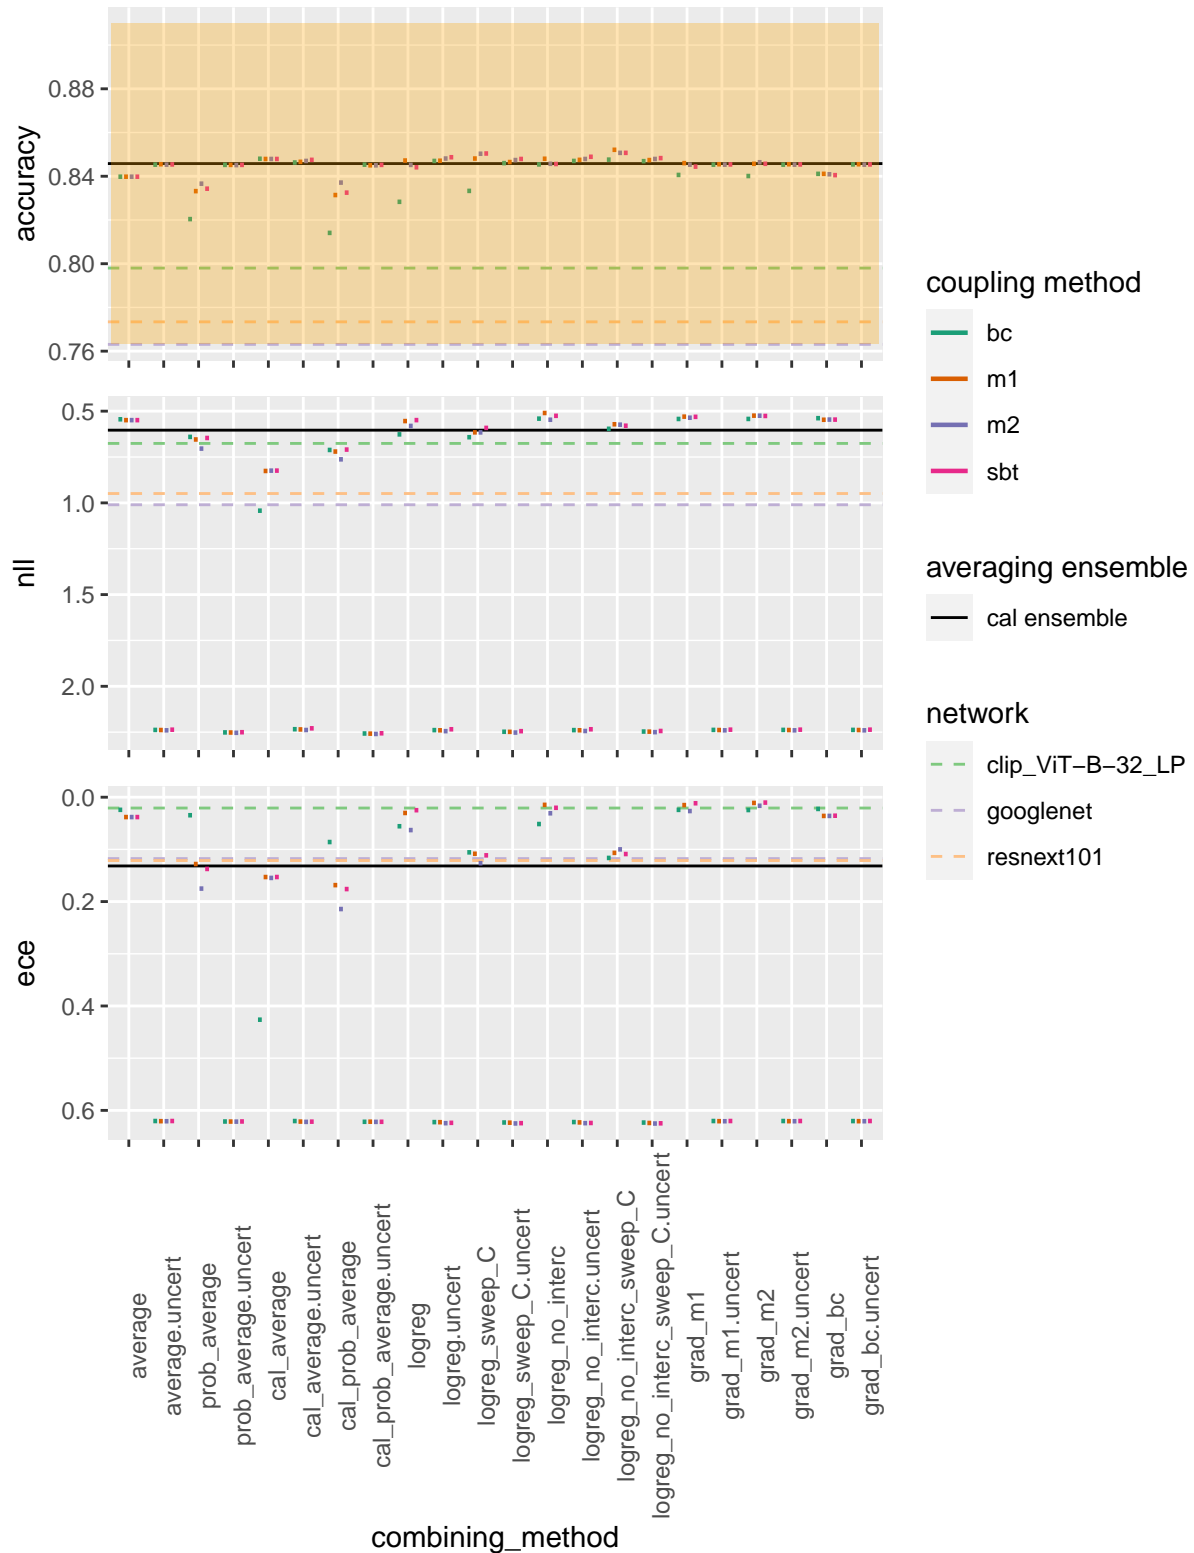 0.88
0.84
0.80
0.76
accuracy
0.5
1.0
1.5
2.0
nll
0.0
0.2
0.4
0.6
ece
average
average.uncert
prob_average
prob_average.uncert
cal_average
cal_average.uncert
cal_prob_average
cal_prob_average.uncert
logreg
logreg.uncert
logreg_sweep_C
logreg_sweep_C.uncert
logreg_no_interc
logreg_no_interc.uncert
logreg_no_interc_sweep_C
logreg_no_interc_sweep_C.uncert
grad_m1
grad_m1.uncert
grad_m2
grad_m2.uncert
grad_bc
grad_bc.uncert
combining_method
coupling method
bc
m1
m2
sbt
averaging ensemble
cal ensemble
network
clip_ViT−B−32_LP
googlenet
resnext101